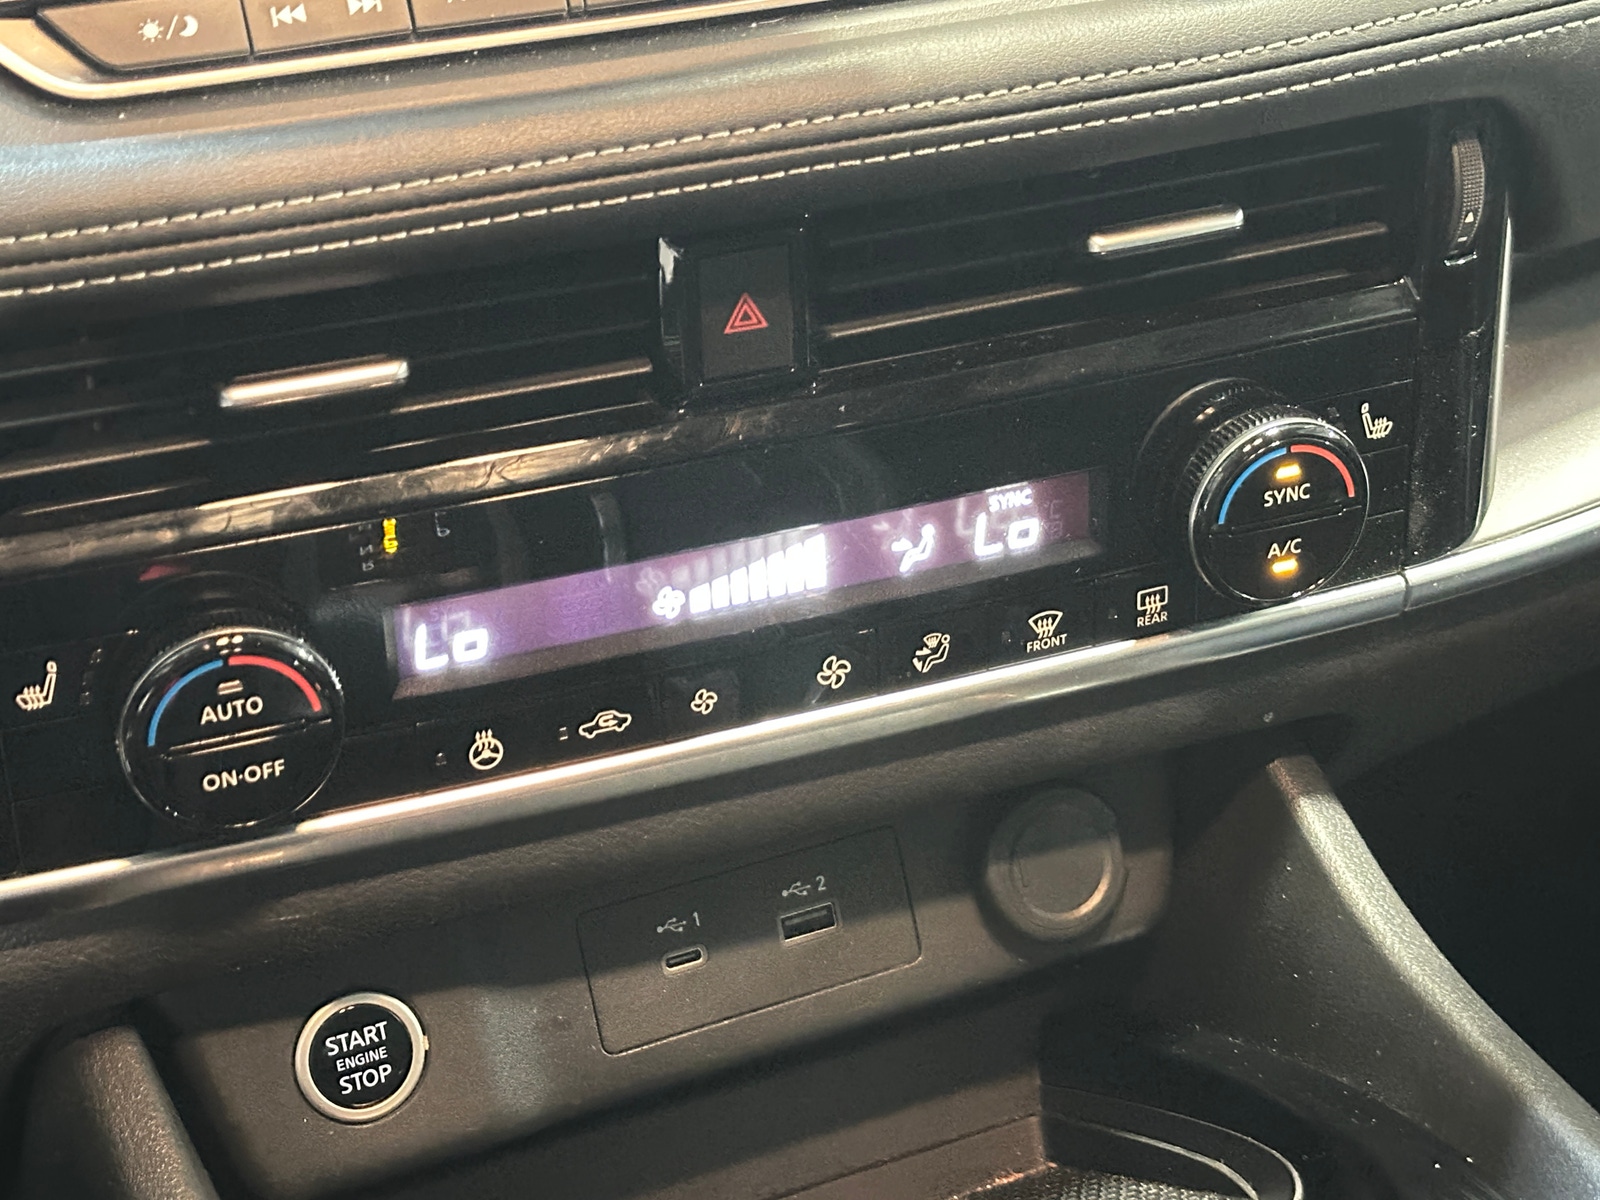 SYNC
Lo
Lo
SYNC
A/C
AUTO
ON·OFF
FRONT
REAR
1
2
START
ENGINE
STOP